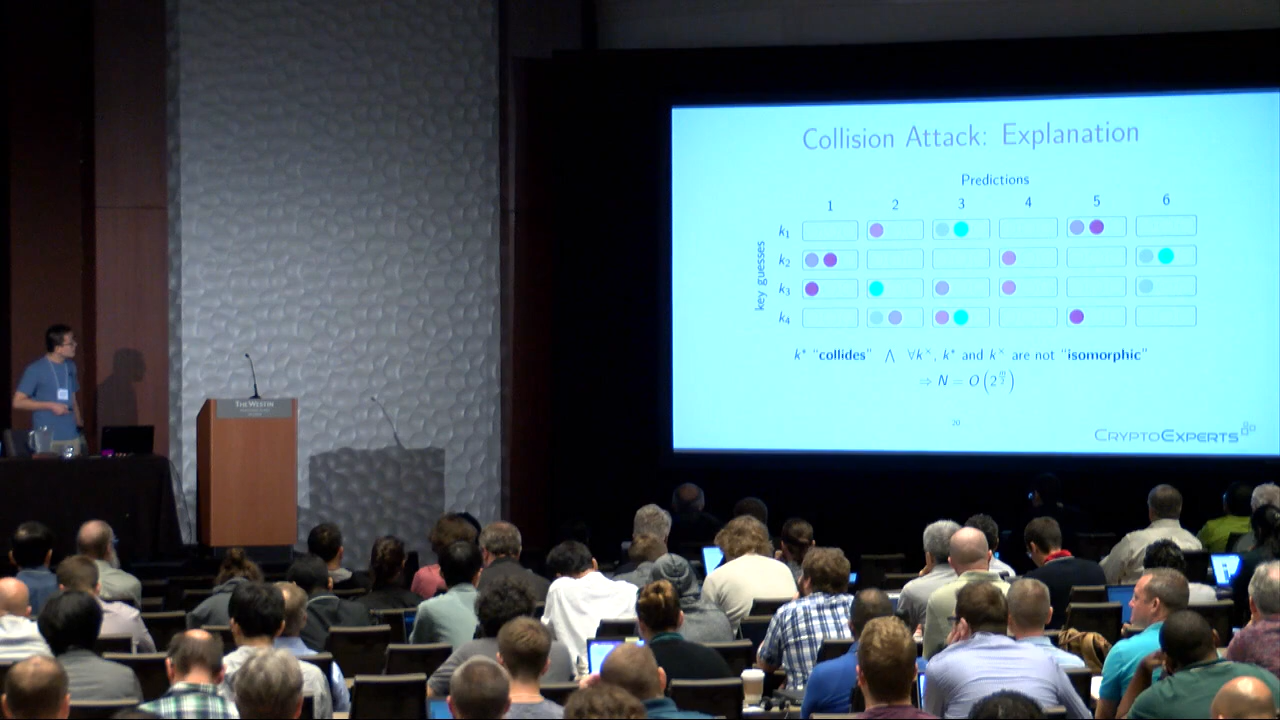 Collision Attack: Explanation
Predictions
1 2 3 4 5 6
key guesses
k₁
k₂
k₃
k₄
k* "collides" ∧ ∀k^×, k* and k^× are not "isomorphic"
⇒ N = O(2^(m/2))
20
CRYPTOEXPERTS
THE WESTIN